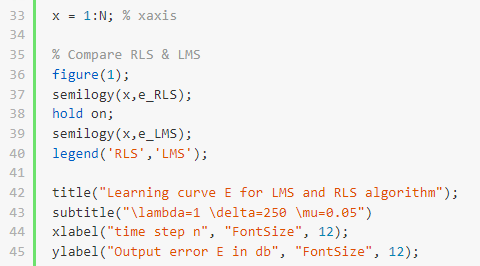 33 x = 1:N; % xaxis
34
35 % Compare RLS & LMS
36 figure(1);
37 semilogy(x,e_RLS);
38 hold on;
39 semilogy(x,e_LMS);
40 legend('RLS','LMS');
41
42 title("Learning curve E for LMS and RLS algorithm");
43 subtitle("\lambda=1 \delta=250 \mu=0.05")
44 xlabel("time step n", "FontSize", 12);
45 ylabel("Output error E in db", "FontSize", 12);